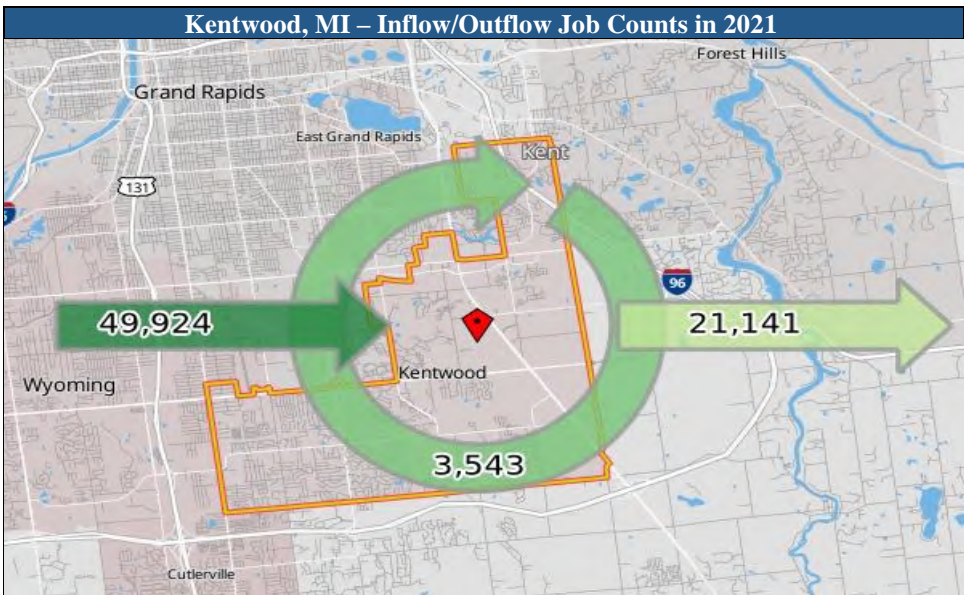 Kentwood, MI – Inflow/Outflow Job Counts in 2021
Forest Hills
Grand Rapids
East Grand Rapids
Kent
131
96
49,924
21,141
Kentwood
Wyoming
3,543
Cutlerville